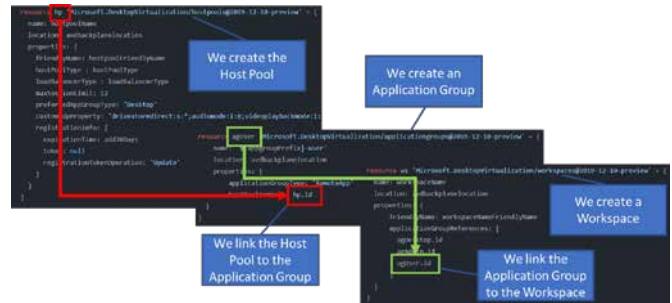 resource hp 'Microsoft.DesktopVirtualization/hostpools@2019-12-10-preview' = {
name: hostpoolName
location: avdbackplanelocation
properties: {
friendlyName: hostpoolFriendlyName
hostPoolType : hostPoolType
loadBalancerType : loadBalancerType
maxSessionLimit: 12
preferredAppGroupType: 'Desktop'
registrationInfo: {
token: null
registrationTokenOperation: 'Update'
}
}
}
We create the
Host Pool
We create an
Application Group
resource 'Microsoft.DesktopVirtualization/applicationgroups@2019-12-10-preview' = {
location: avdbackplanelocation
properties: {
hp.id
We link the Host
Pool to the
Application Group
resource ws 'Microsoft.DesktopVirtualization/workspaces@2019-12-10-preview' = {
name: workspaceName
location: avdbackplanelocation
properties: {
friendlyName: workspaceNameFriendlyName
applicationGroupReferences: [
We create a
Workspace
We link the
Application Group
to the Workspace